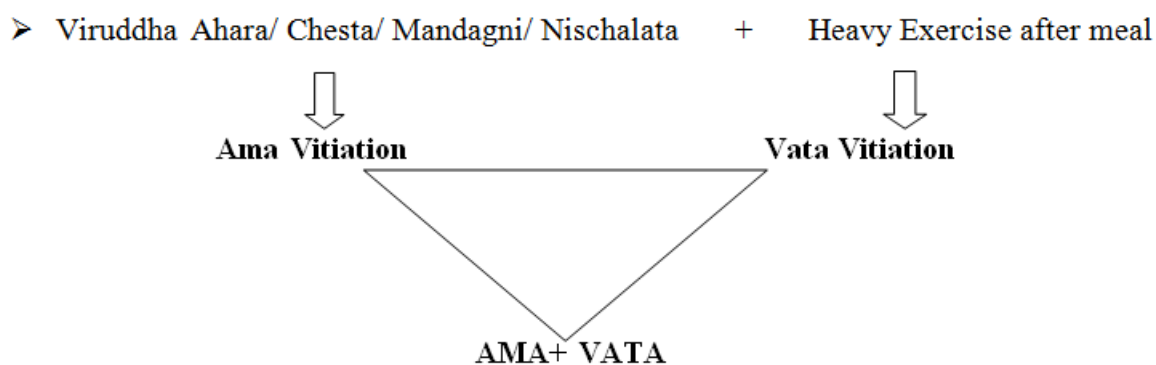 ➢ Viruddha Ahara/ Chesta/ Mandagni/ Nischalata + Heavy Exercise after meal
Ama Vitiation Vata Vitiation
AMA+ VATA